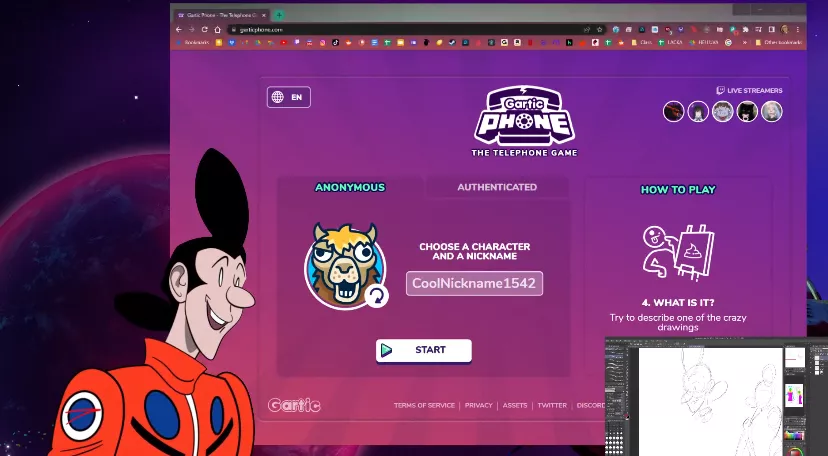 Gartic Phone - The Telephone G
garticphone.com
Bookmarks
Class
LACKA
Other bookmarks
EN
Gartic
PHONE
THE TELEPHONE GAME
LIVE STREAMERS
ANONYMOUS
AUTHENTICATED
HOW TO PLAY
CHOOSE A CHARACTER
AND A NICKNAME
CoolNickname1542
4. WHAT IS IT?
Try to describe one of the crazy
drawings
START
Gartic
TERMS OF SERVICE | PRIVACY | ASSETS | TWITTER | DISCORD